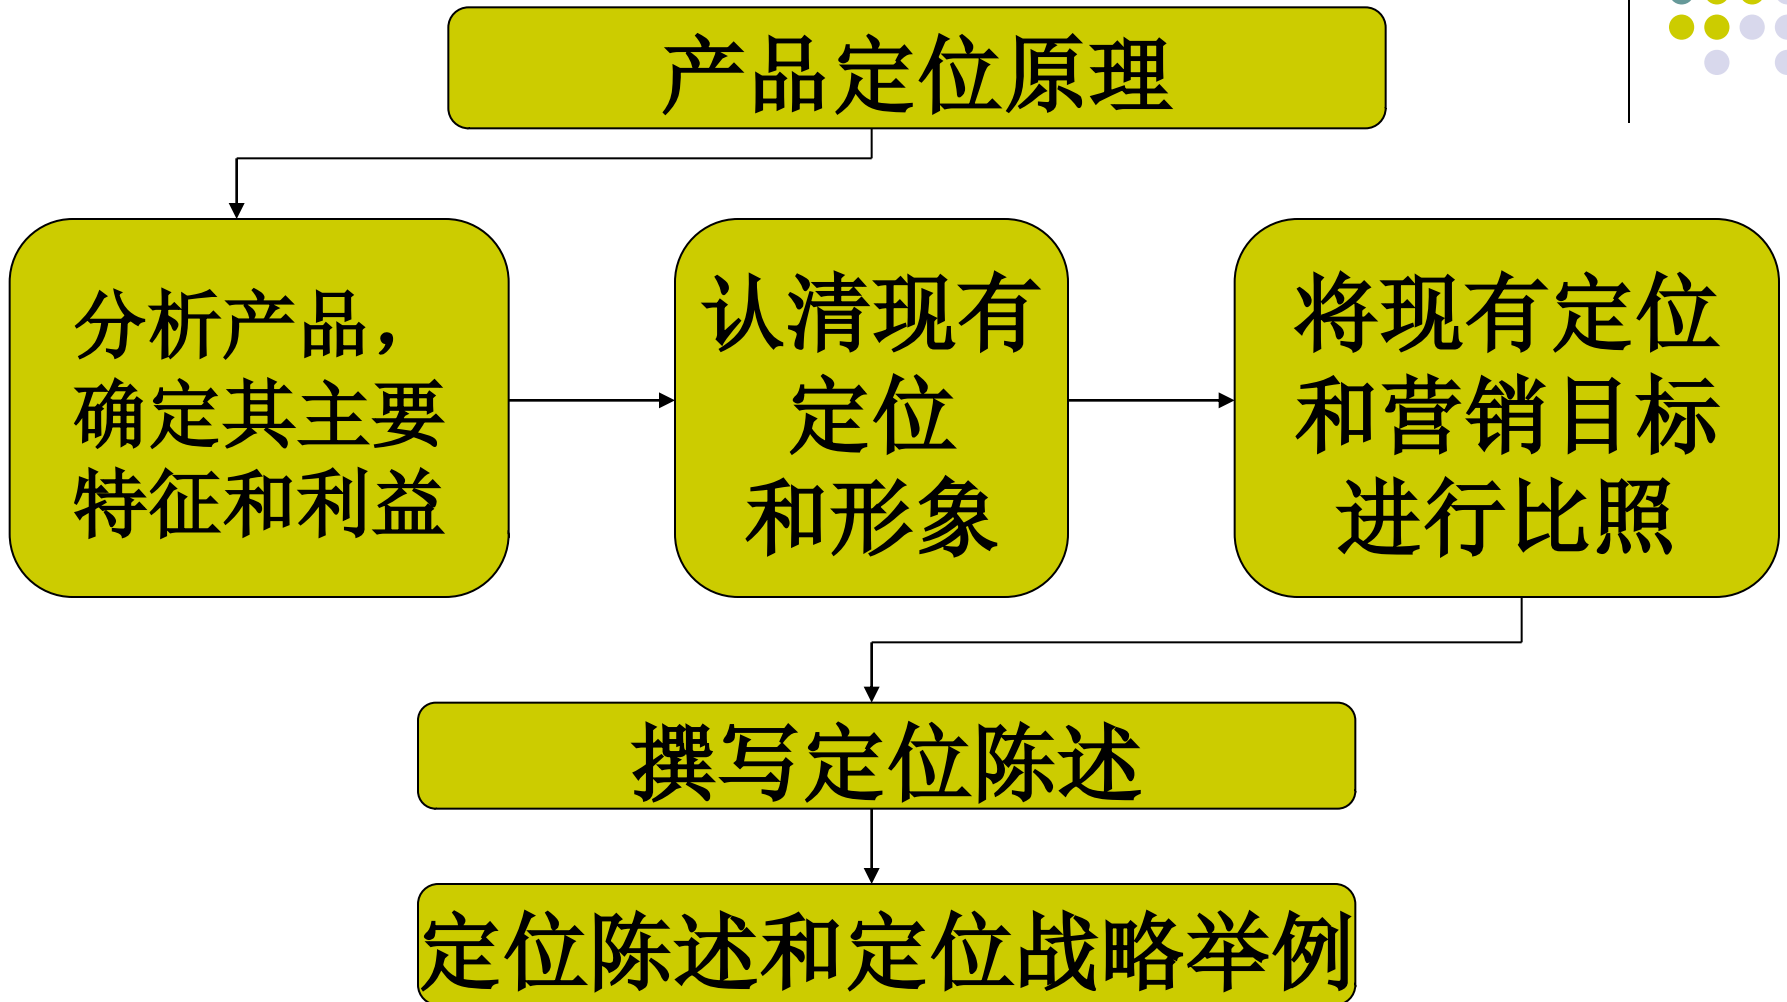 产品定位原理
分析产品，
确定其主要
特征和利益
认清现有
定位
和形象
将现有定位
和营销目标
进行比照
撰写定位陈述
定位陈述和定位战略举例